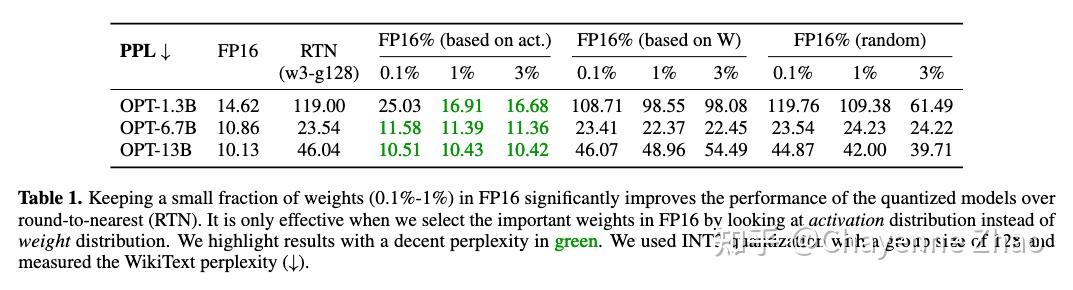 PPL ↓ FP16 RTN (w3-g128) FP16% (based on act.) FP16% (based on W) FP16% (random)
0.1% 1% 3% 0.1% 1% 3% 0.1% 1% 3%
OPT-1.3B 14.62 119.00 25.03 16.91 16.68 108.71 98.55 98.08 119.76 109.38 61.49
OPT-6.7B 10.86 23.54 11.58 11.39 11.36 23.41 22.37 22.45 23.54 24.23 24.22
OPT-13B 10.13 46.04 10.51 10.43 10.42 46.07 48.96 54.49 44.87 42.00 39.71
Table 1. Keeping a small fraction of weights (0.1%-1%) in FP16 significantly improves the performance of the quantized models over
round-to-nearest (RTN). It is only effective when we select the important weights in FP16 by looking at activation distribution instead of
weight distribution. We highlight results with a decent perplexity in green. We used INT3 quantization with a group size of 128 and
measured the WikiText perplexity (↓).
知乎 @Chayenne Zhao